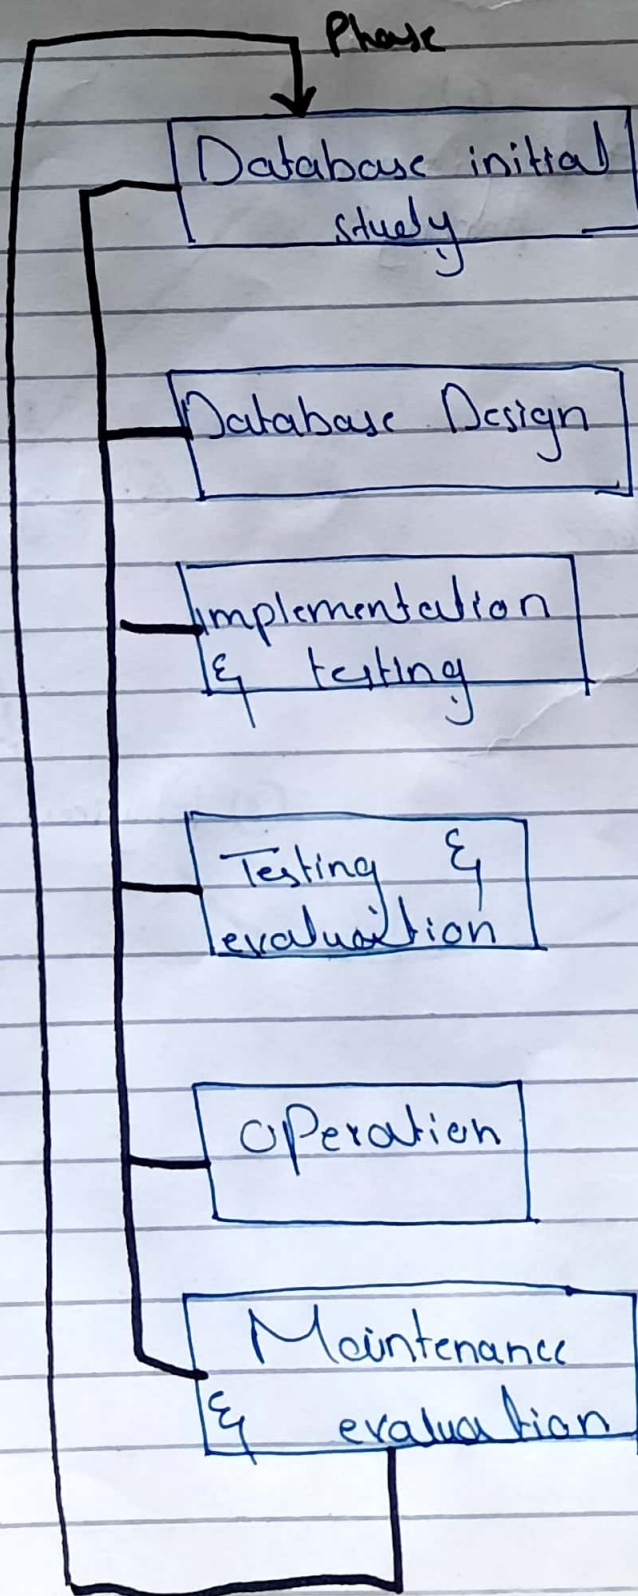 Phase
Database initial
study
Database Design
implementation
& testing
Testing &
evaluation
Operation
Maintenance
& evaluation